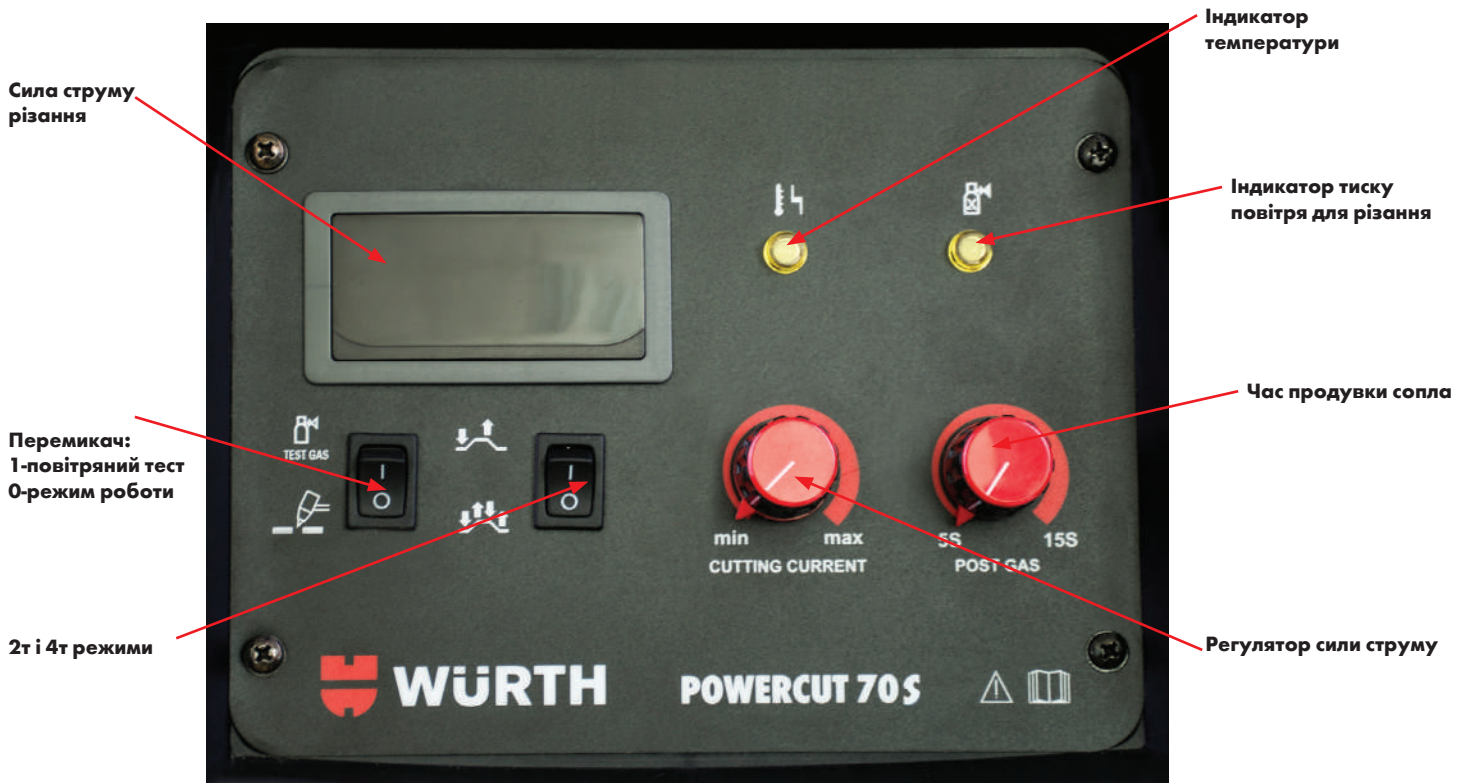 Індикатор
температури
Сила струму
різання
Індикатор тиску
повітря для різання
Час продувки сопла
Перемикач:
1-повітряний тест
0-режим роботи
TEST GAS
I
O
I
O
min
max
CUTTING CURRENT
5S
15S
POST GAS
2т і 4т режими
Регулятор сили струму
WÜRTH
POWERCUT 70S